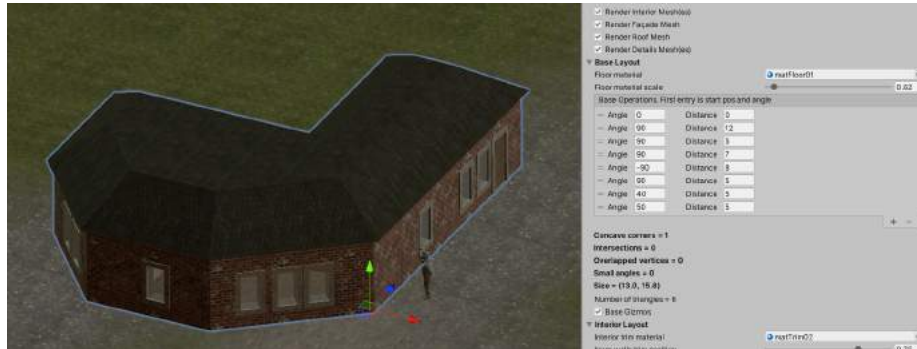 Render Interior Mesh(es)
Render Façade Mesh
Render Roof Mesh
Render Details Mesh(es)
Base Layout
Floor material matFloor01
Floor material scale 0.82
Base Operations. First entry is start pos and angle
Angle 0 Distance 0
Angle 90 Distance 12
Angle 90 Distance 5
Angle 90 Distance 7
Angle -90 Distance 8
Angle 90 Distance 5
Angle 40 Distance 5
Angle 50 Distance 5
Concave corners = 1
Intersections = 0
Overlapped vertices = 0
Small angles = 0
Size = (13.0, 15.8)
Number of triangles = 6
Base Gizmos
Interior Layout
Interior trim material matTrim02